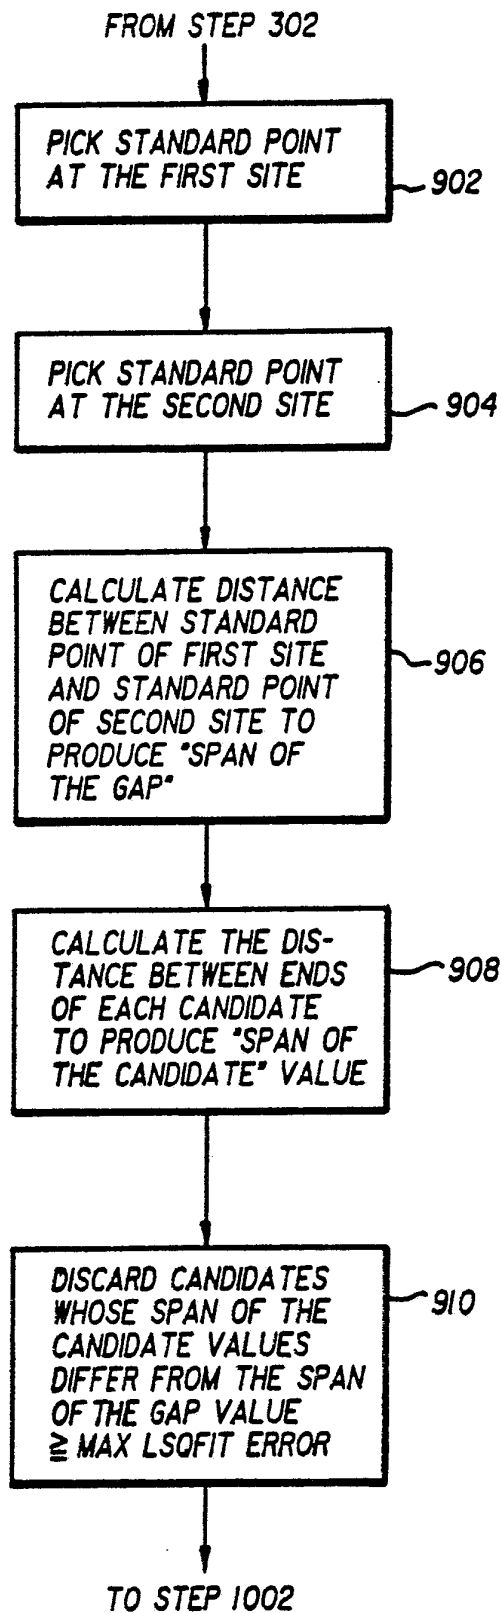 FROM STEP 302
PICK STANDARD POINT
AT THE FIRST SITE
902
PICK STANDARD POINT
AT THE SECOND SITE
904
CALCULATE DISTANCE
BETWEEN STANDARD
POINT OF FIRST SITE
AND STANDARD POINT
OF SECOND SITE TO
PRODUCE "SPAN OF
THE GAP"
906
CALCULATE THE DIS-
TANCE BETWEEN ENDS
OF EACH CANDIDATE
TO PRODUCE "SPAN OF
THE CANDIDATE" VALUE
908
DISCARD CANDIDATES
WHOSE SPAN OF THE
CANDIDATE VALUES
DIFFER FROM THE SPAN
OF THE GAP VALUE
≧ MAX LSQFIT ERROR
910
TO STEP 1002